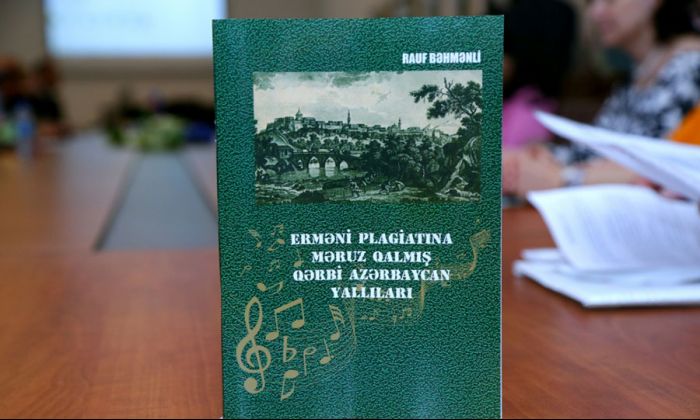 RAUF BƏHMƏNLİ
ERMƏNİ PLAGİATINA
MƏRUZ QALMIŞ
QƏRBİ AZƏRBAYCAN
YALLILARI